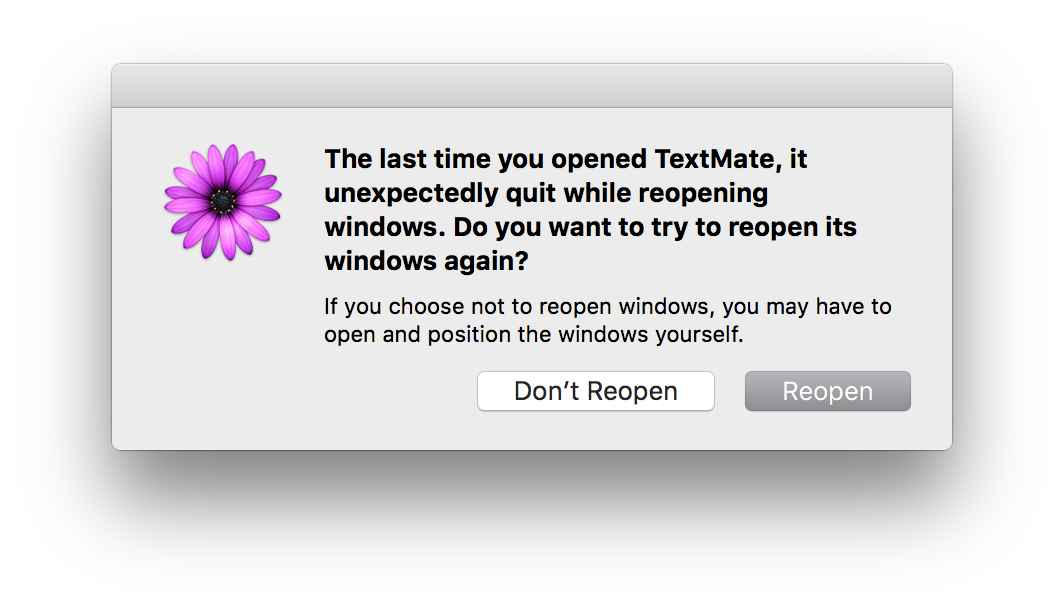 The last time you opened TextMate, it
unexpectedly quit while reopening
windows. Do you want to try to reopen its
windows again?
If you choose not to reopen windows, you may have to
open and position the windows yourself.
Don’t Reopen
Reopen